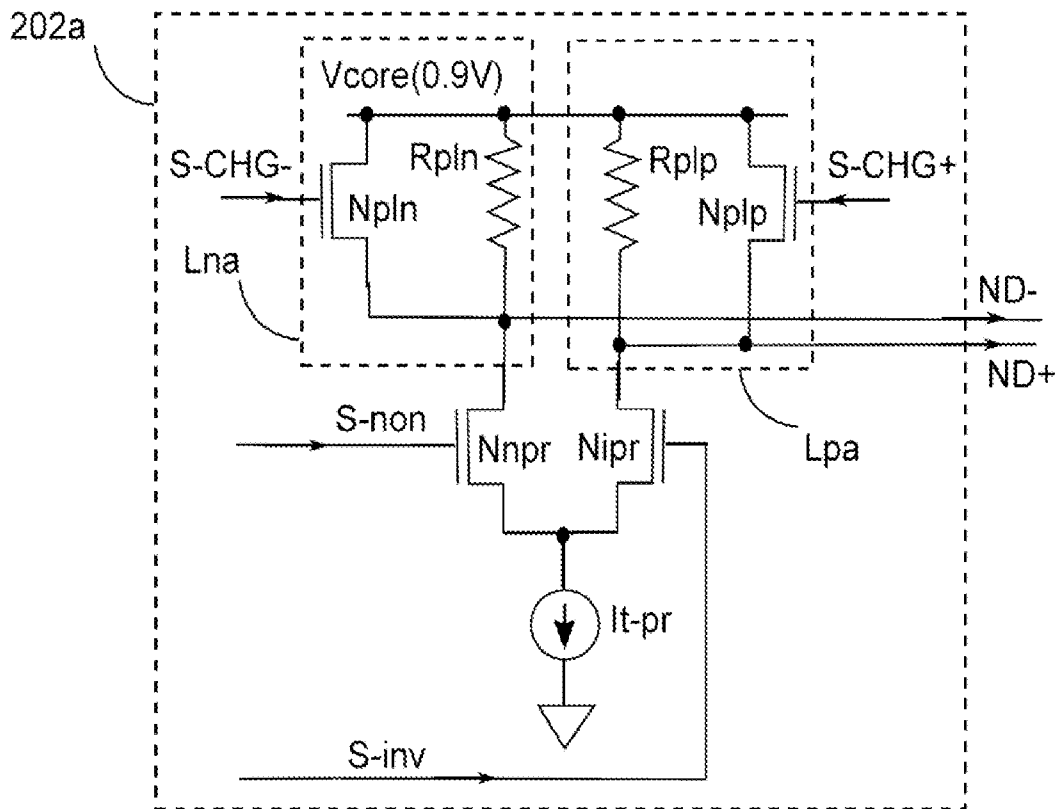 202a
Vcore(0.9V)
S-CHG-
Rpln
Rplp
S-CHG+
Npln
Nplp
Lna
ND-
ND+
S-non
Nnpr
Nipr
Lpa
It-pr
S-inv